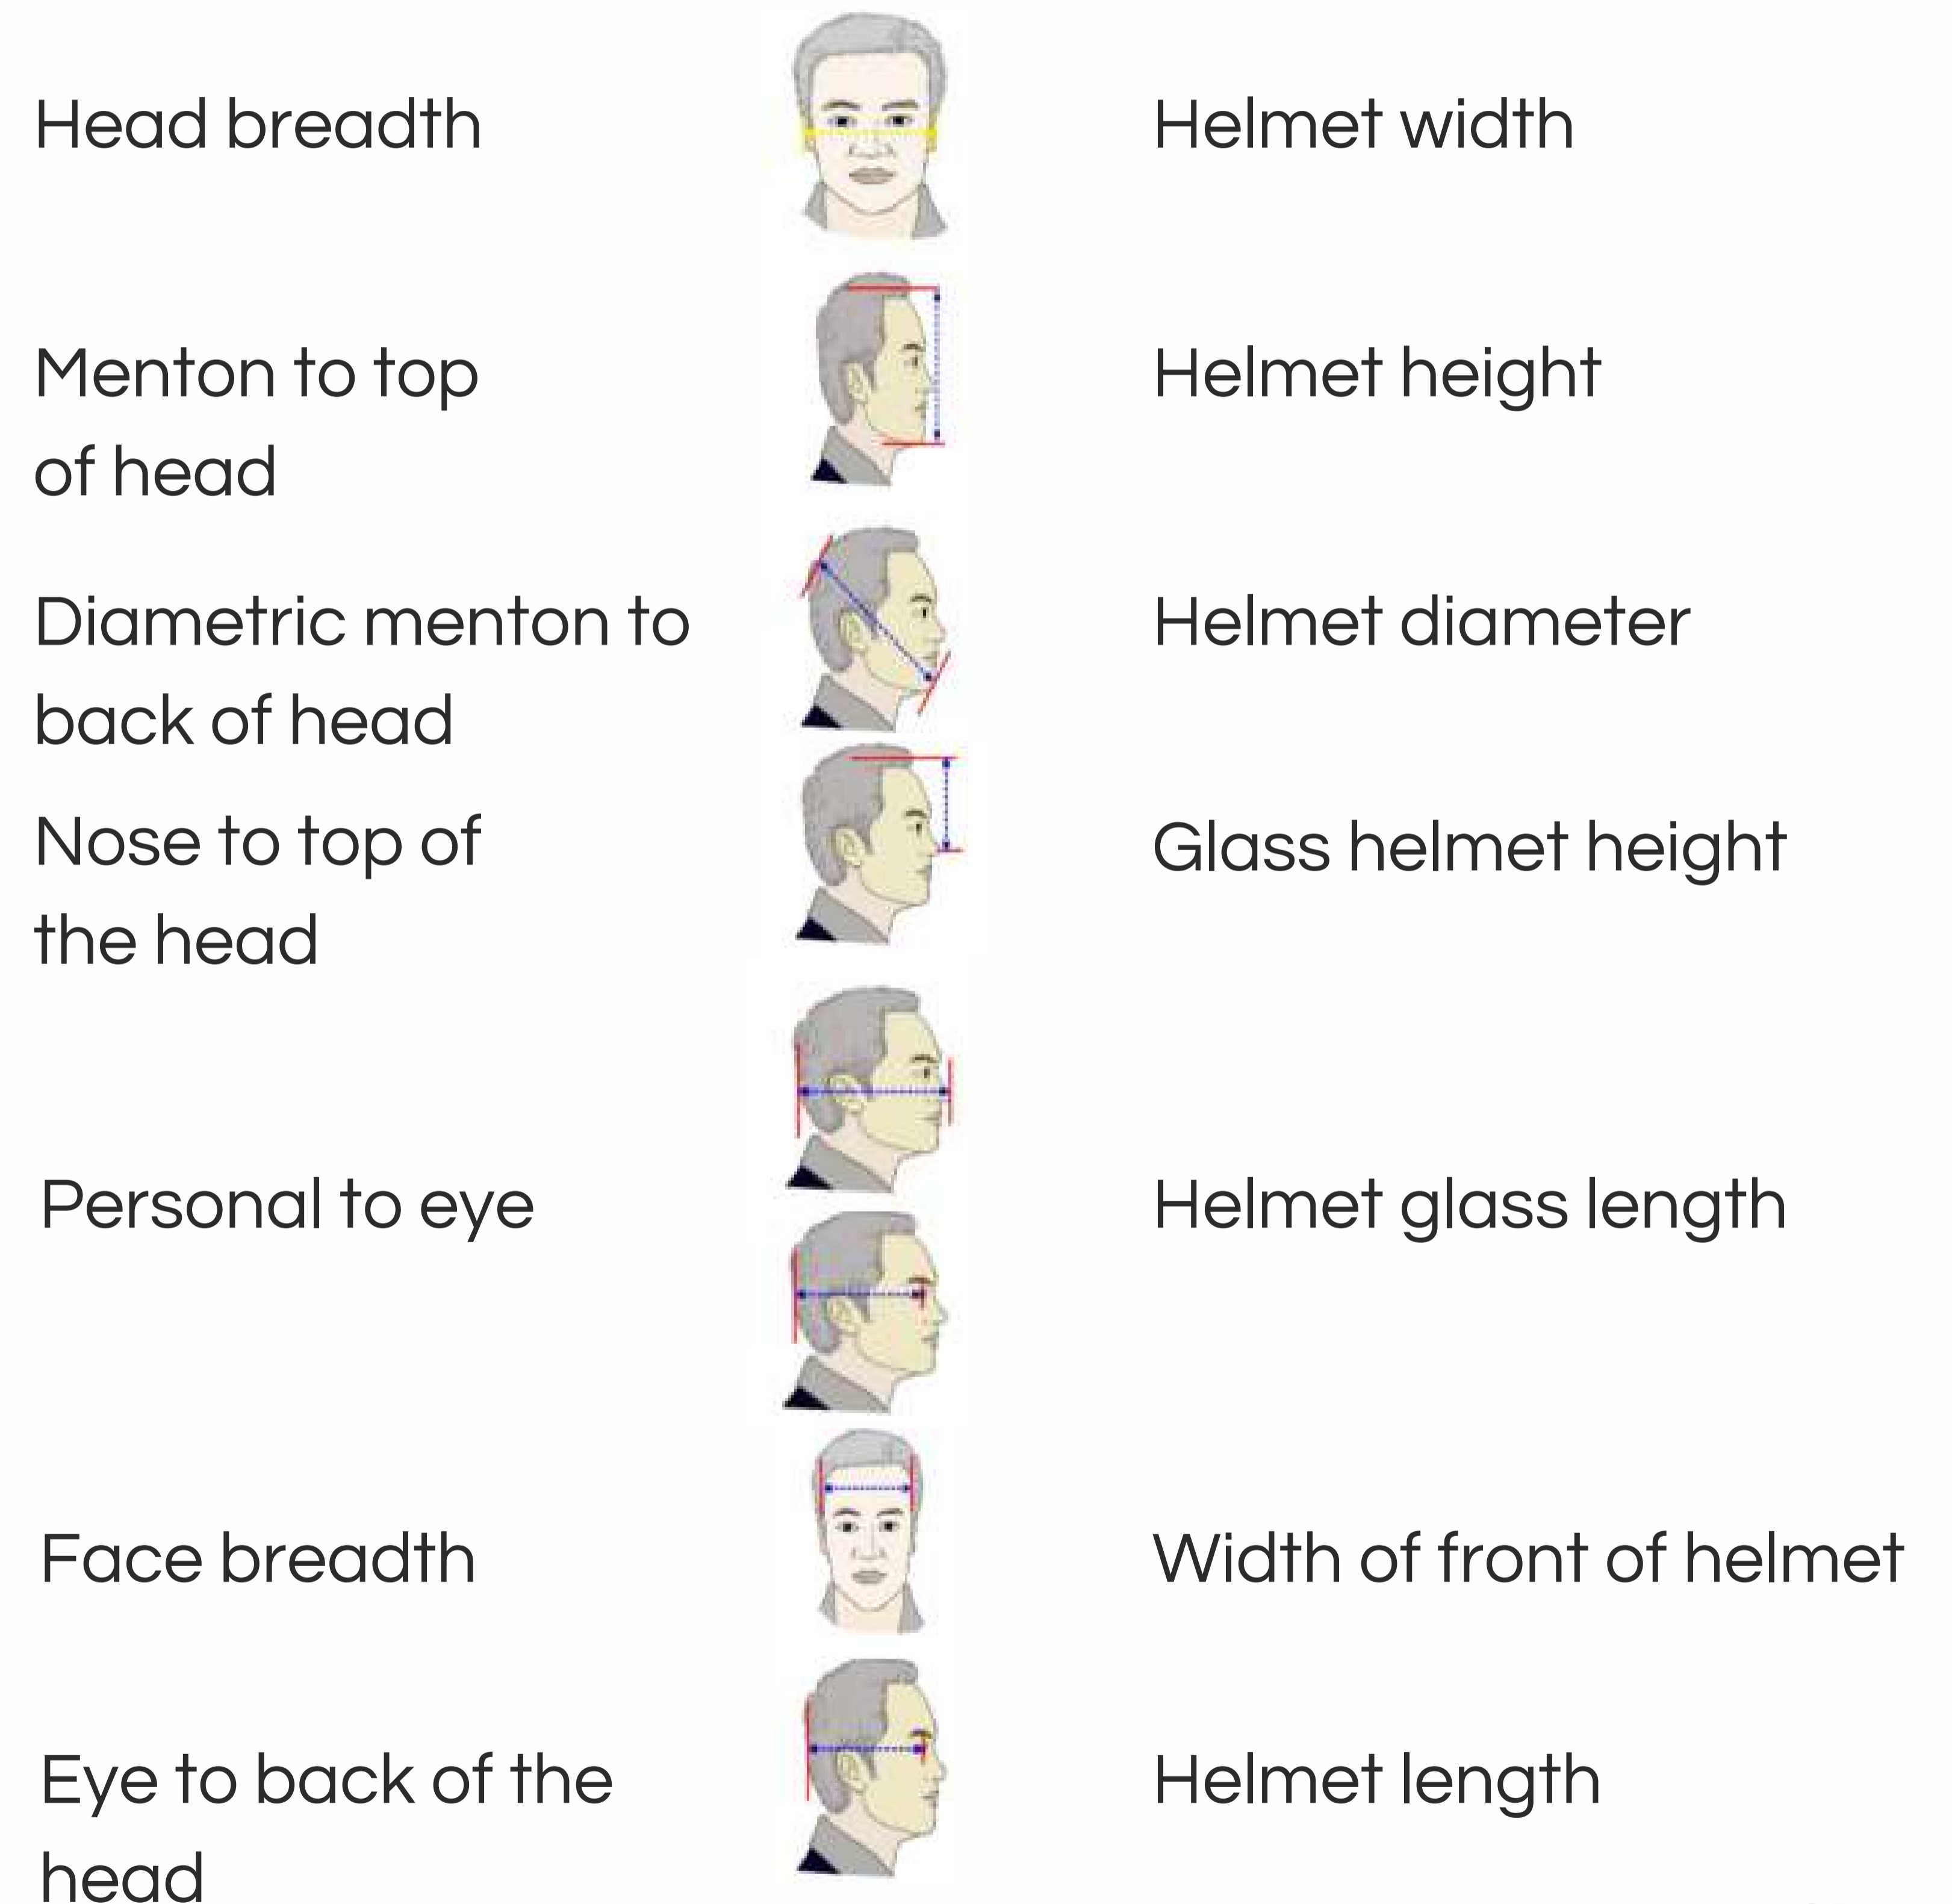 Head breadth
Helmet width
Menton to top
of head
Helmet height
Diametric menton to
back of head
Helmet diameter
Nose to top of
the head
Glass helmet height
Personal to eye
Helmet glass length
Face breadth
Width of front of helmet
Eye to back of the
head
Helmet length